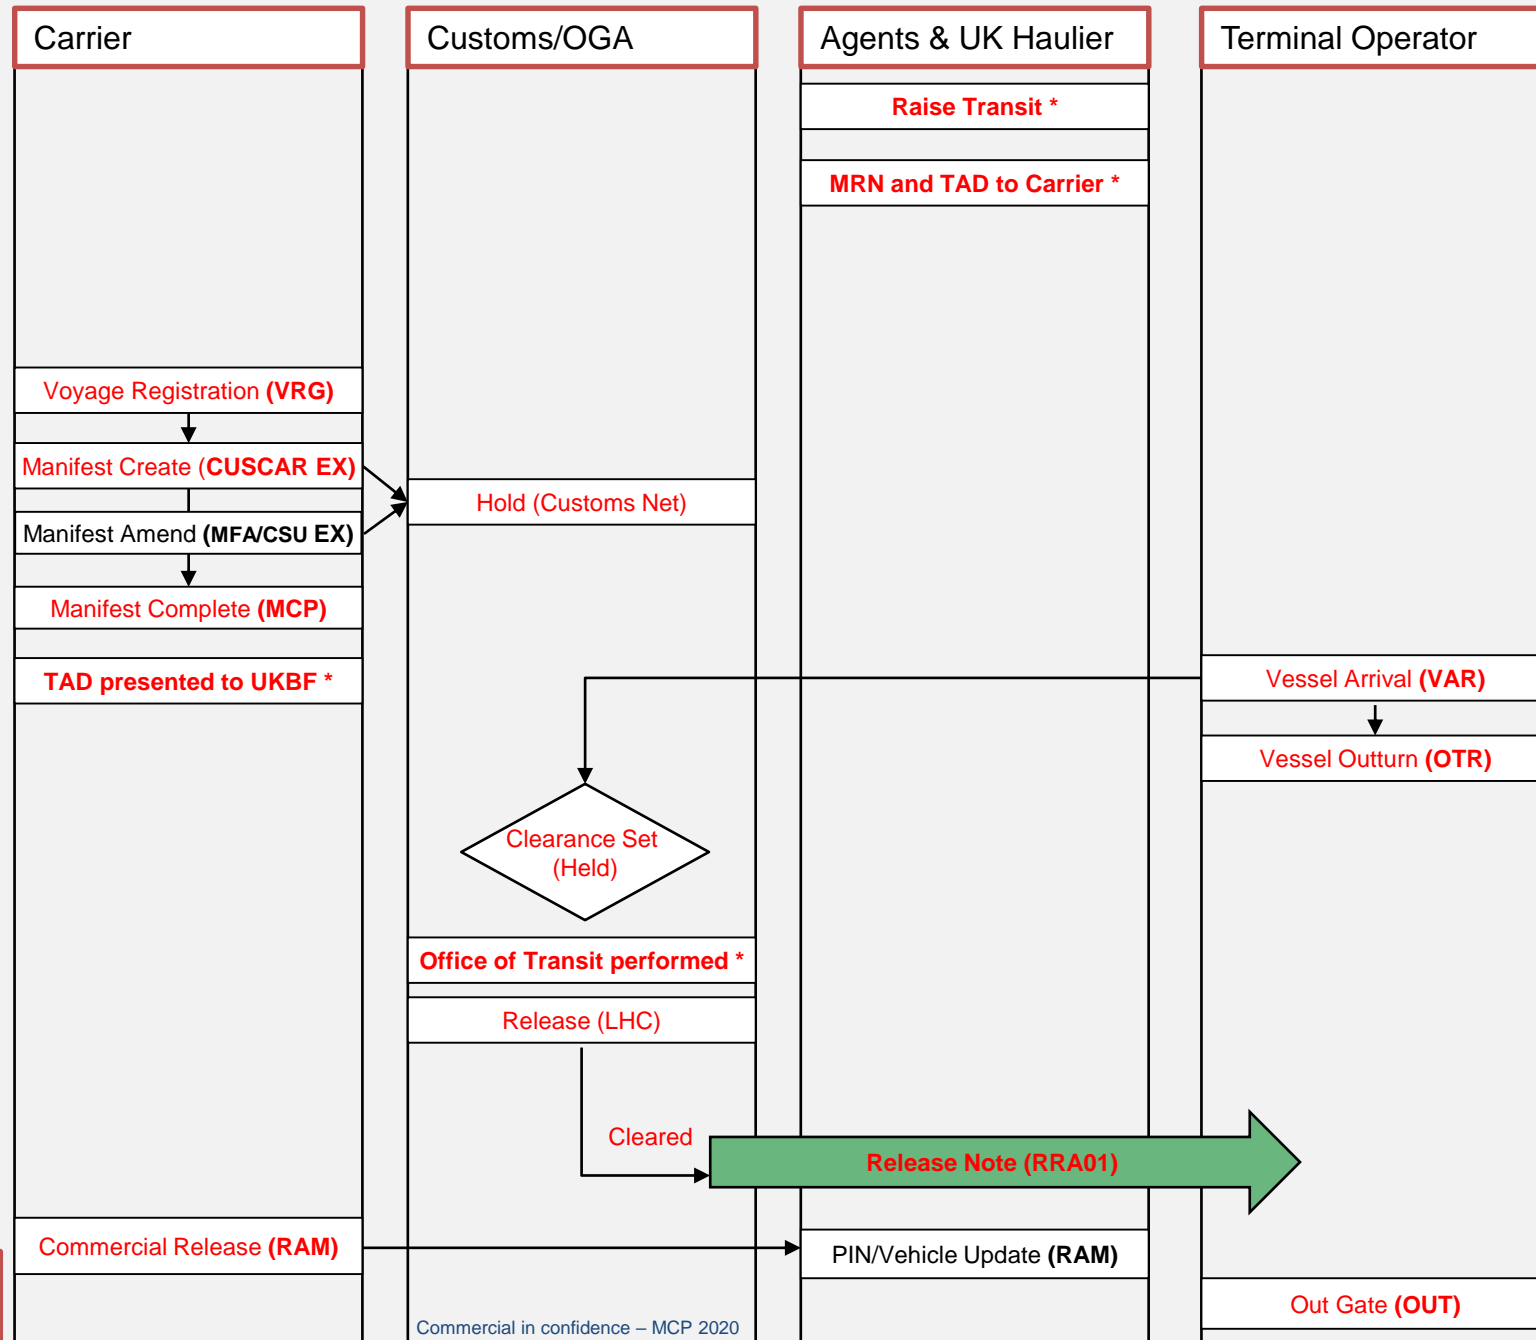 Carrier
Customs/OGA
Agents & UK Haulier
Terminal Operator
Raise Transit *
MRN and TAD to Carrier *
Voyage Registration (VRG)
Manifest Create (CUSCAR EX)
Hold (Customs Net)
Manifest Amend (MFA/CSU EX)
Manifest Complete (MCP)
TAD presented to UKBF *
Vessel Arrival (VAR)
Vessel Outturn (OTR)
Clearance Set
(Held)
Office of Transit performed *
Release (LHC)
Cleared
Release Note (RRA01)
Commercial Release (RAM)
PIN/Vehicle Update (RAM)
Out Gate (OUT)
Commercial in confidence – MCP 2020